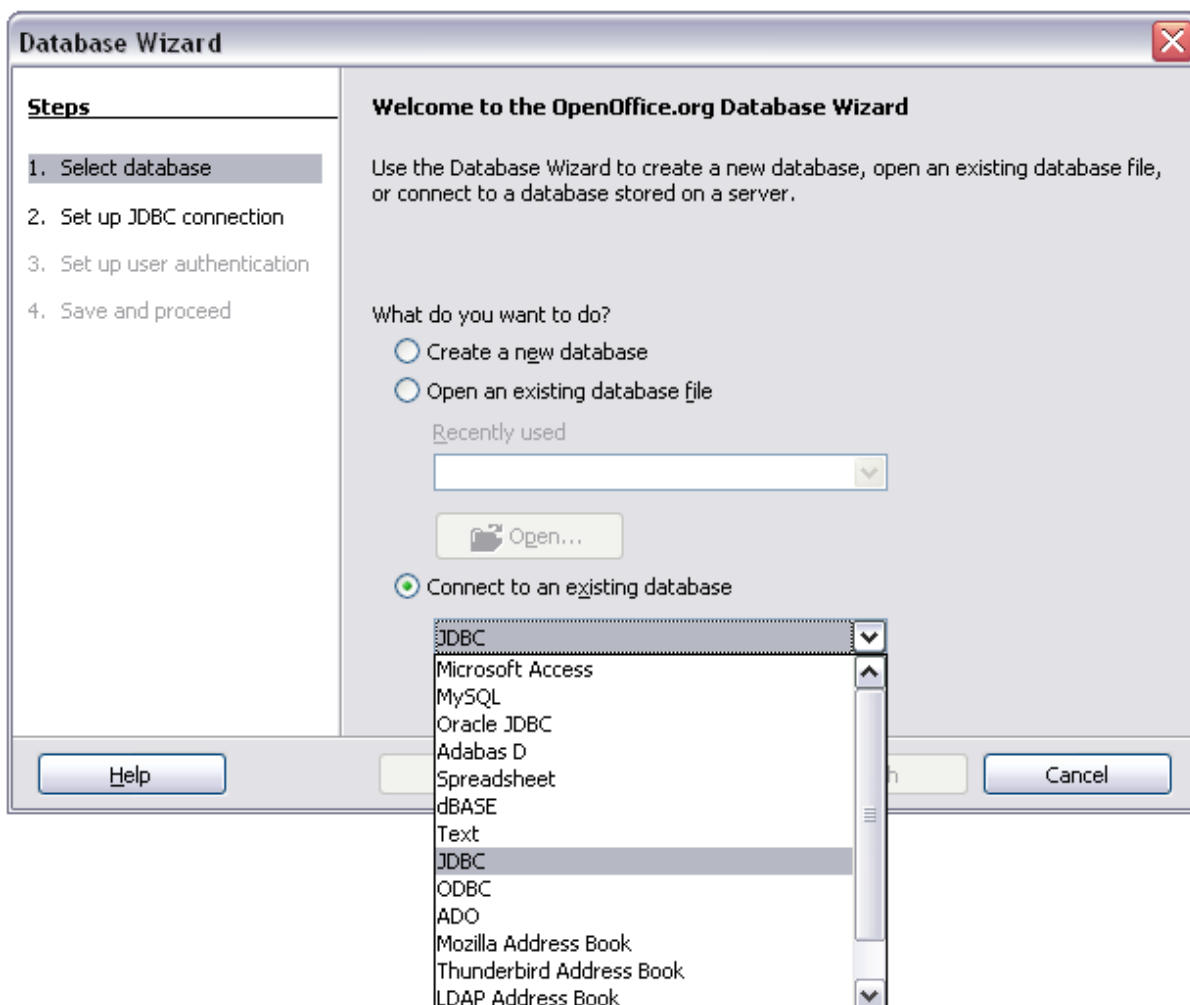 Database Wizard
Steps
1. Select database
2. Set up JDBC connection
3. Set up user authentication
4. Save and proceed
Welcome to the OpenOffice.org Database Wizard
Use the Database Wizard to create a new database, open an existing database file,
or connect to a database stored on a server.
What do you want to do?
Create a new database
Open an existing database file
Recently used
Open...
Connect to an existing database
JDBC
Microsoft Access
MySQL
Oracle JDBC
Adabas D
Spreadsheet
dBASE
Text
JDBC
ODBC
ADO
Mozilla Address Book
Thunderbird Address Book
LDAP Address Book
Help
Cancel